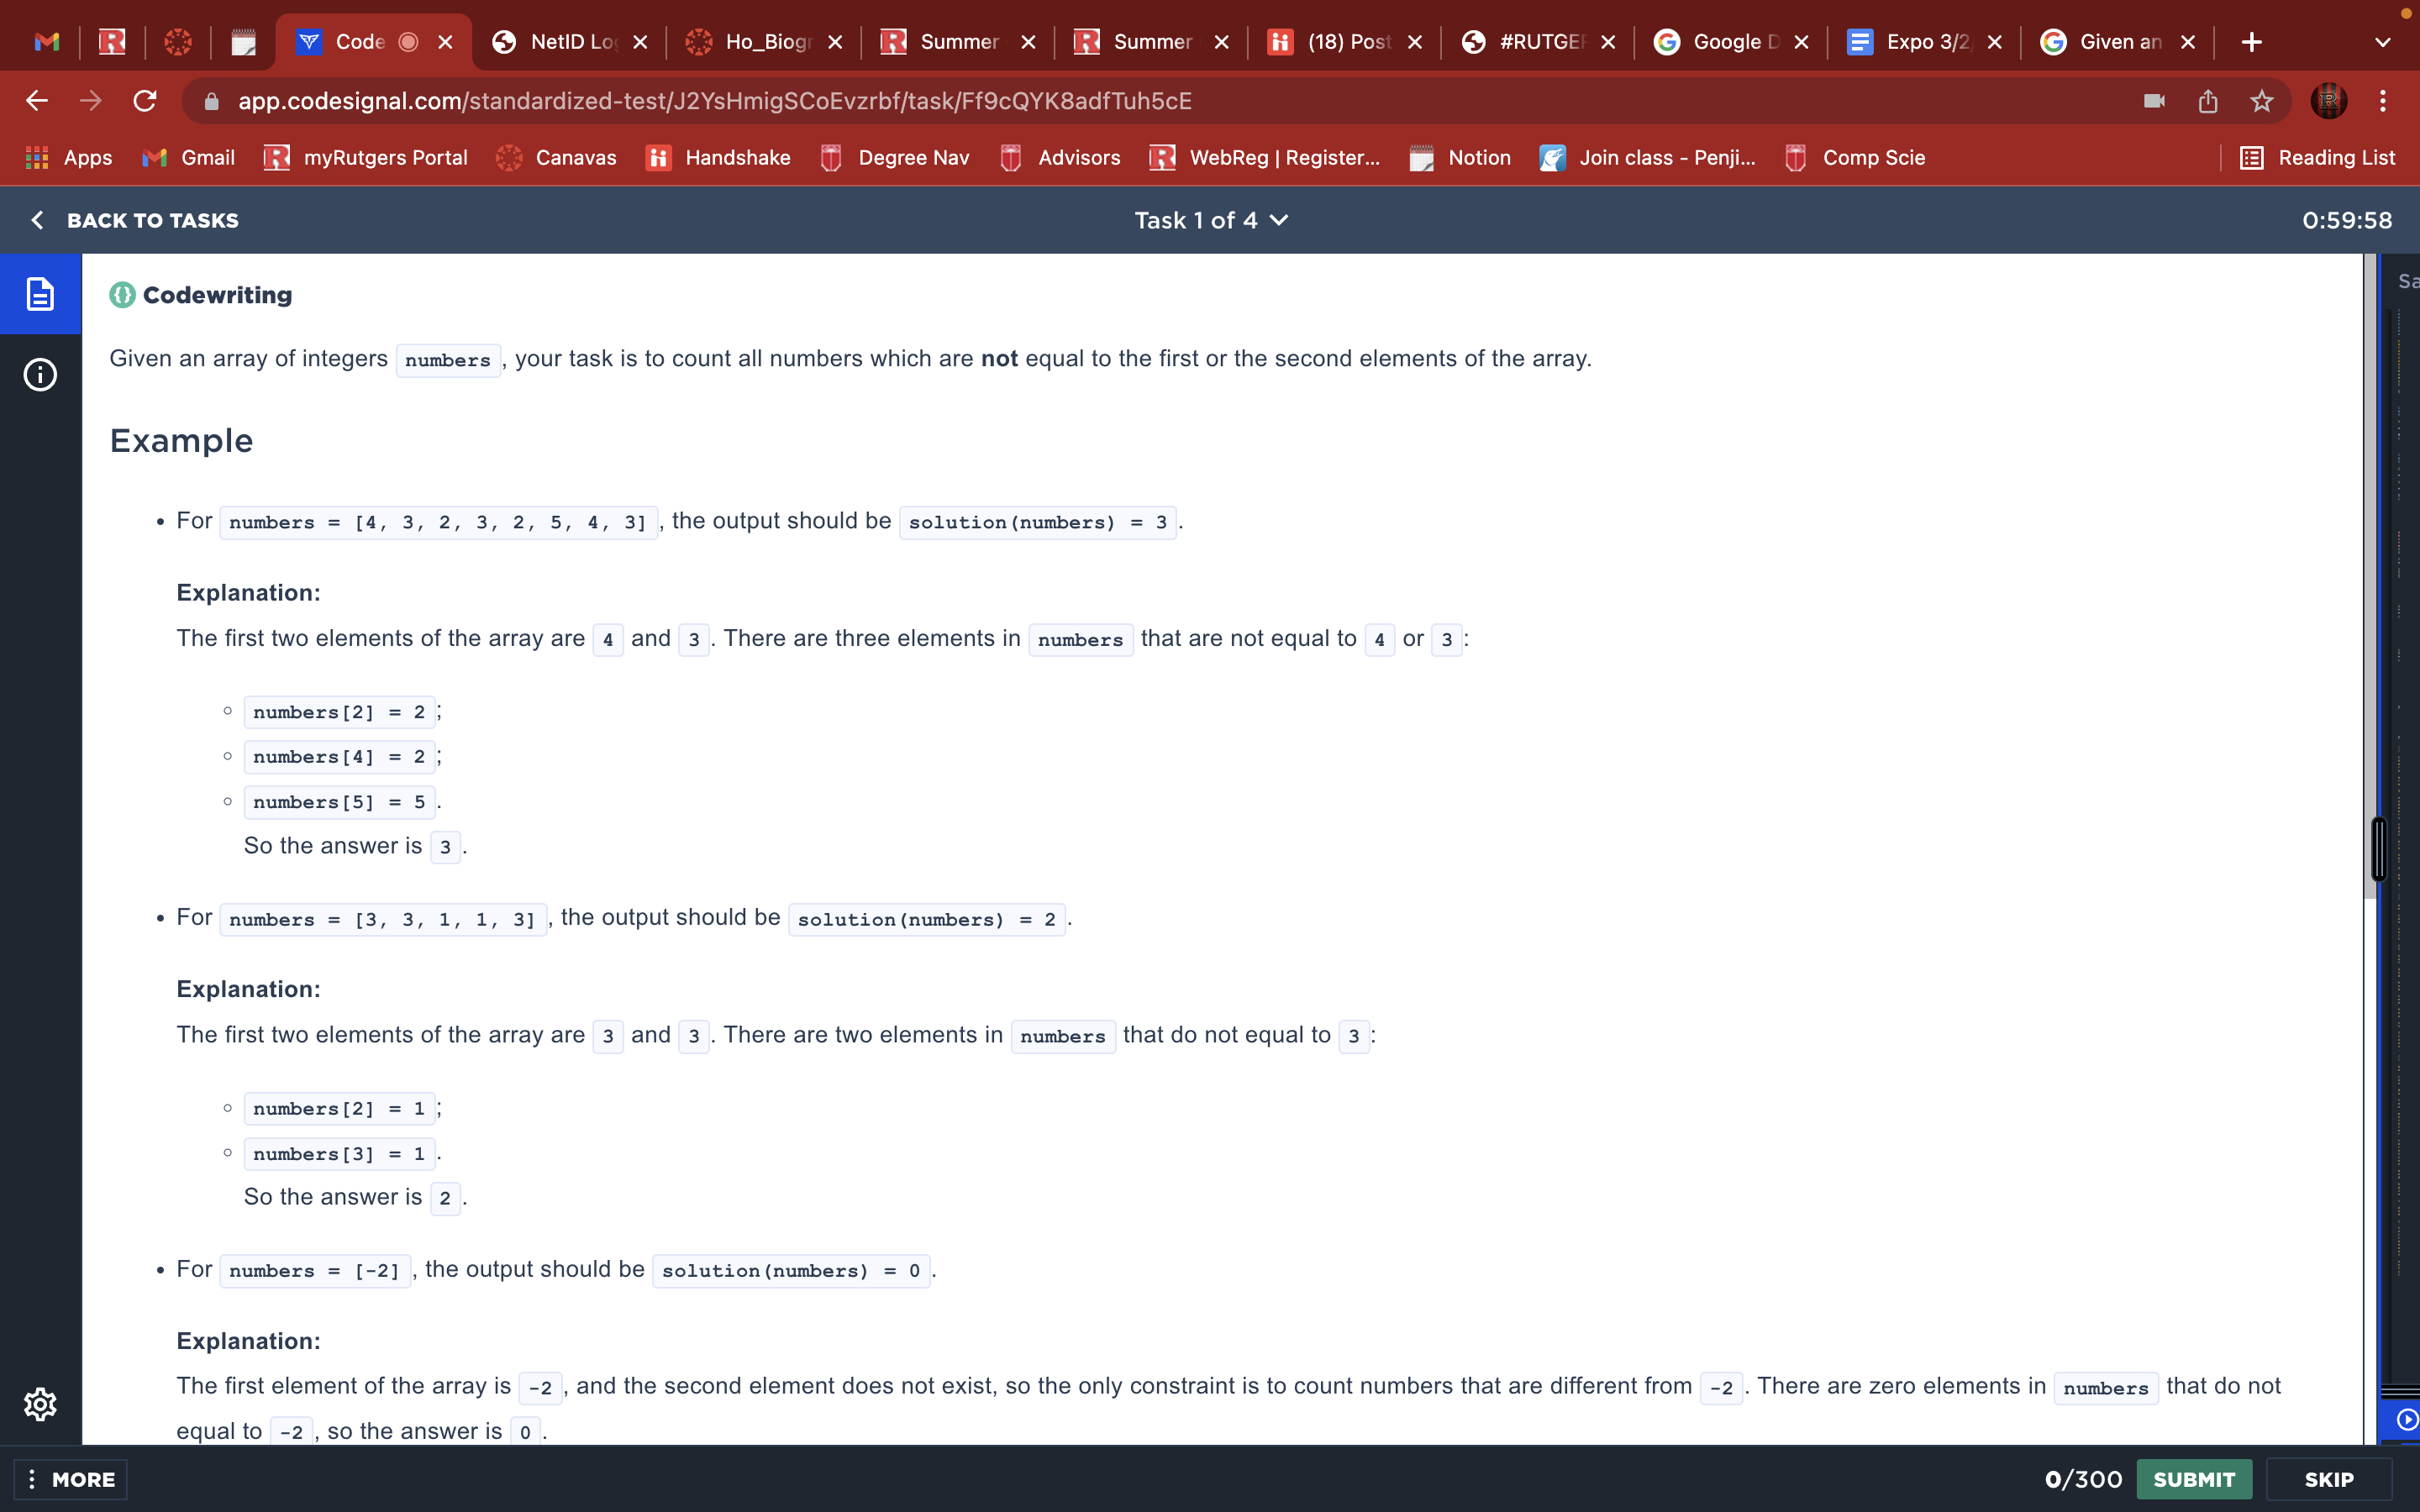 Code
NetID Lo
Ho_Biogr
Summer
Summer
(18) Post
#RUTGE
Google D
Expo 3/2
Given an
app.codesignal.com/standardized-test/J2YsHmigSCoEvzrbf/task/Ff9cQYK8adfTuh5cE
Apps
Gmail
myRutgers Portal
Canavas
Handshake
Degree Nav
Advisors
WebReg | Register...
Notion
Join class - Penji...
Comp Scie
Reading List
BACK TO TASKS
Task 1 of 4
0:59:58
Codewriting
Sa
Given an array of integers numbers, your task is to count all numbers which are not equal to the first or the second elements of the array.
Example
• For numbers = [4, 3, 2, 3, 2, 5, 4, 3], the output should be solution(numbers) = 3.
Explanation:
The first two elements of the array are 4 and 3. There are three elements in numbers that are not equal to 4 or 3:
numbers[2] = 2;
numbers[4] = 2;
numbers[5] = 5.
So the answer is 3.
• For numbers = [3, 3, 1, 1, 3], the output should be solution(numbers) = 2.
Explanation:
The first two elements of the array are 3 and 3. There are two elements in numbers that do not equal to 3:
numbers[2] = 1;
numbers[3] = 1.
So the answer is 2.
• For numbers = [-2], the output should be solution(numbers) = 0.
Explanation:
The first element of the array is -2, and the second element does not exist, so the only constraint is to count numbers that are different from -2. There are zero elements in numbers that do not
equal to -2, so the answer is 0.
MORE
0/300
SUBMIT
SKIP